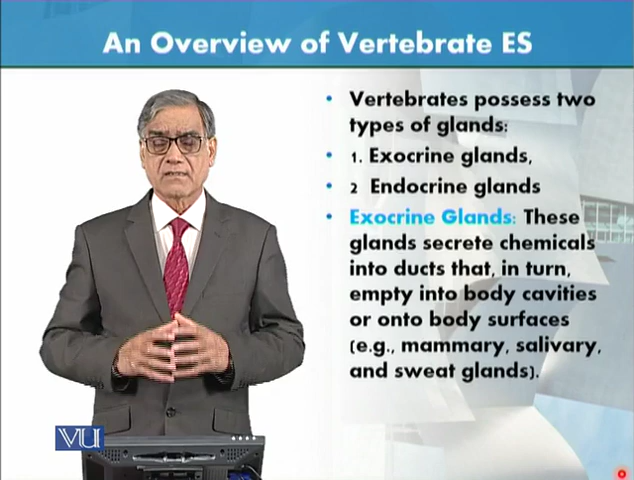 An Overview of Vertebrate ES
• Vertebrates possess two
types of glands:
• 1. Exocrine glands,
• 2 Endocrine glands
• Exocrine Glands: These
glands secrete chemicals
into ducts that, in turn,
empty into body cavities
or onto body surfaces
(e.g., mammary, salivary,
and sweat glands).
VU